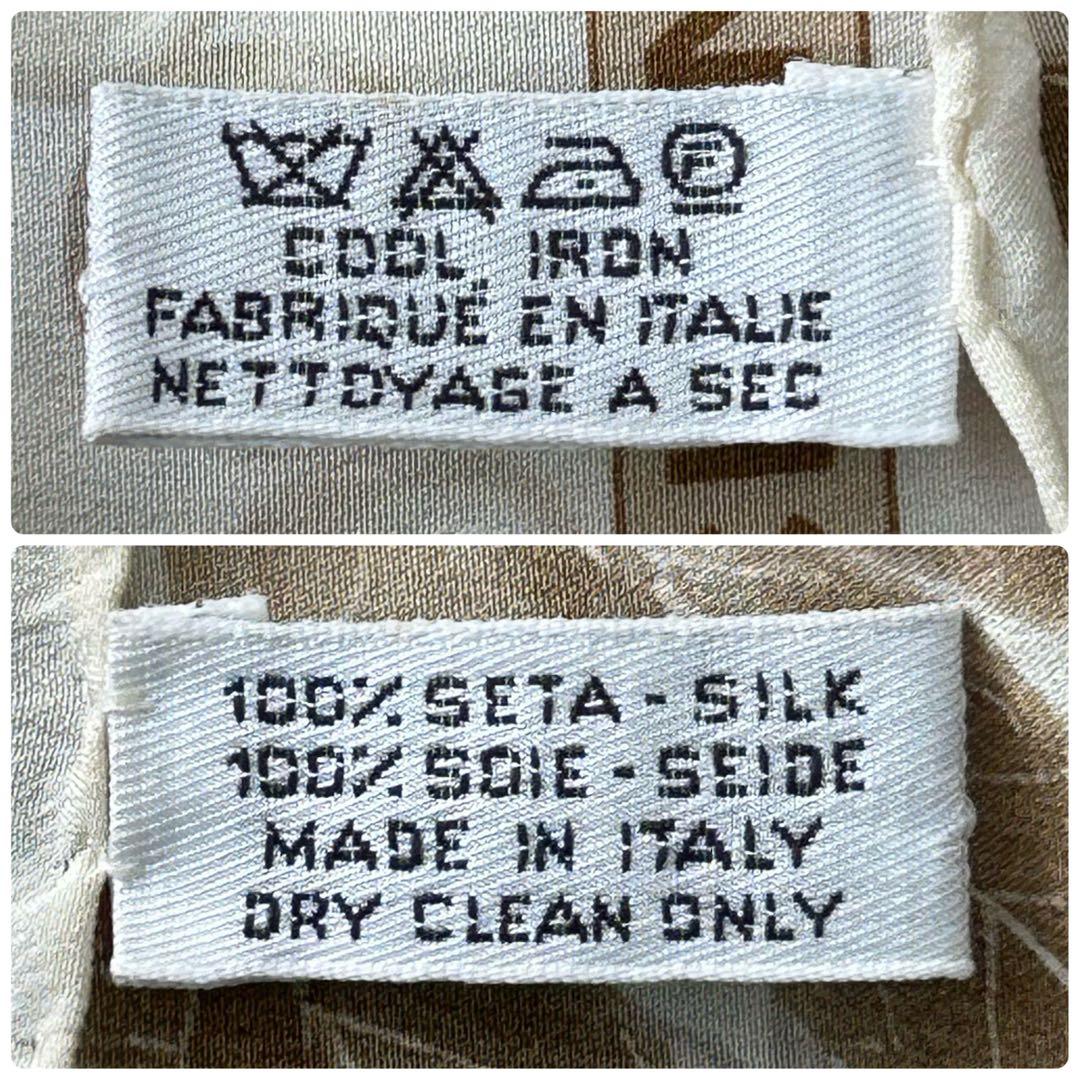 F
COOL IRON
FABRIQUÉ EN ITALIE
NETTOYAGE A SEC
100% SETA - SILK
100% SOIE - SEIDE
MADE IN ITALY
DRY CLEAN ONLY